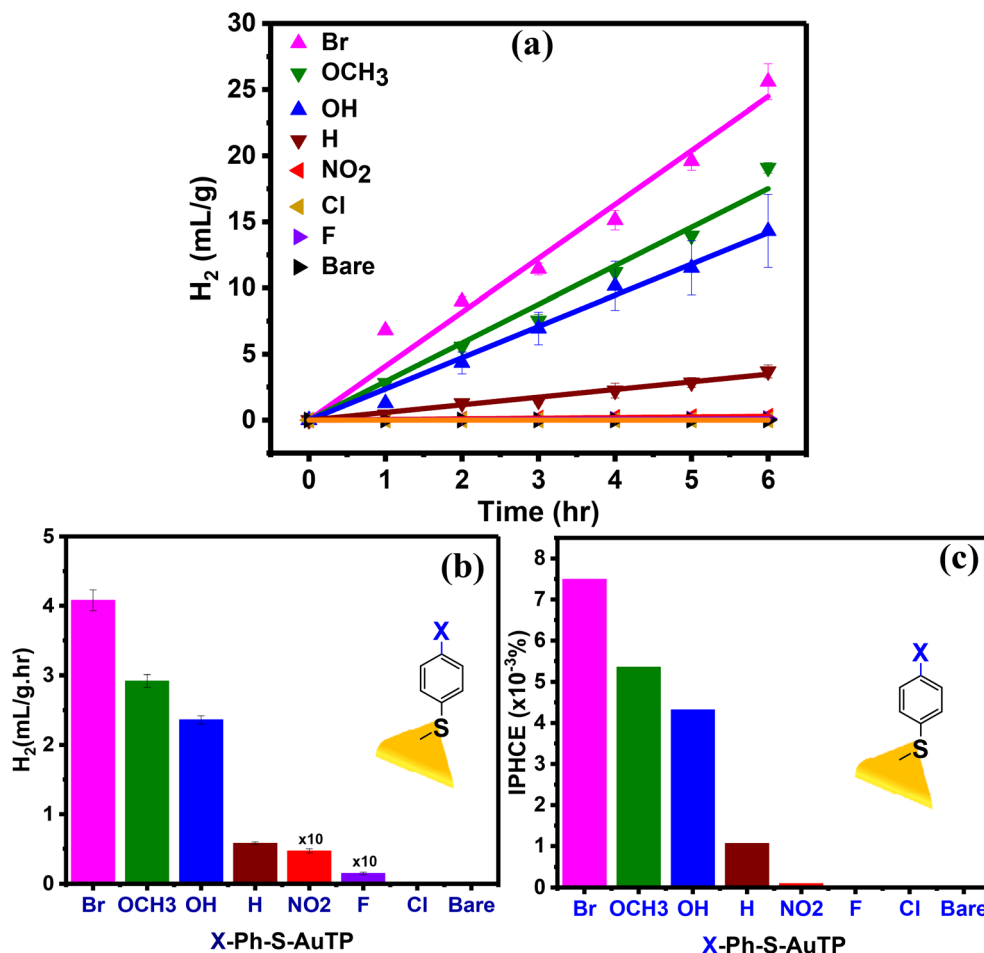 (a)
30
25
20
15
10
5
0
H2 (mL/g)
Br
OCH3
OH
H
NO2
Cl
F
Bare
0 1 2 3 4 5 6
Time (hr)
(b)
5
4
3
2
1
0
H2(mL/g.hr)
X
S
x10 x10
Br OCH3 OH H NO2 F Cl Bare
X-Ph-S-AuTP
(c)
8
7
6
5
4
3
2
1
0
IPHCE (x10-3%)
X
S
Br OCH3 OH H NO2 F Cl Bare
X-Ph-S-AuTP